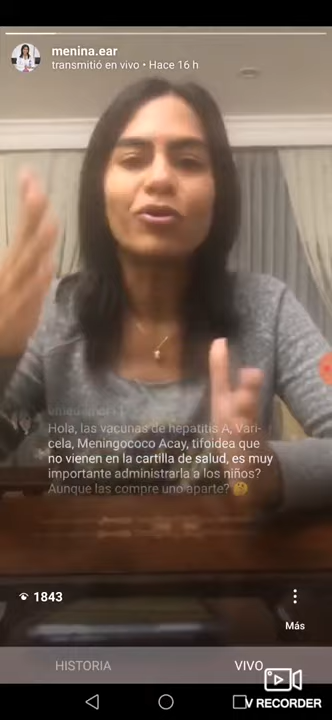 menina.ear
transmitió en vivo • Hace 16 h
Hola, las vacunas de hepatitis A, Vari-
cela, Meningococo Acay, tifoidea que
no vienen en la cartilla de salud, es muy
importante administrarla a los niños?
Aunque las compre uno aparte? 🤔
1843
Más
HISTORIA
VIVO
V RECORDER